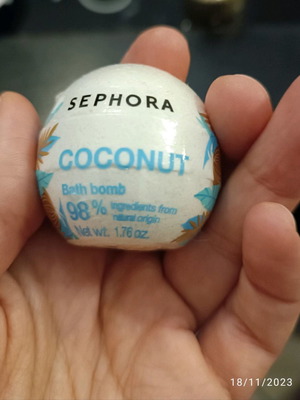 SEPHORA
COCONUT
Bath bomb
98% ingredients from
natural origin
Net wt. 1.76 oz.
18/11/2023